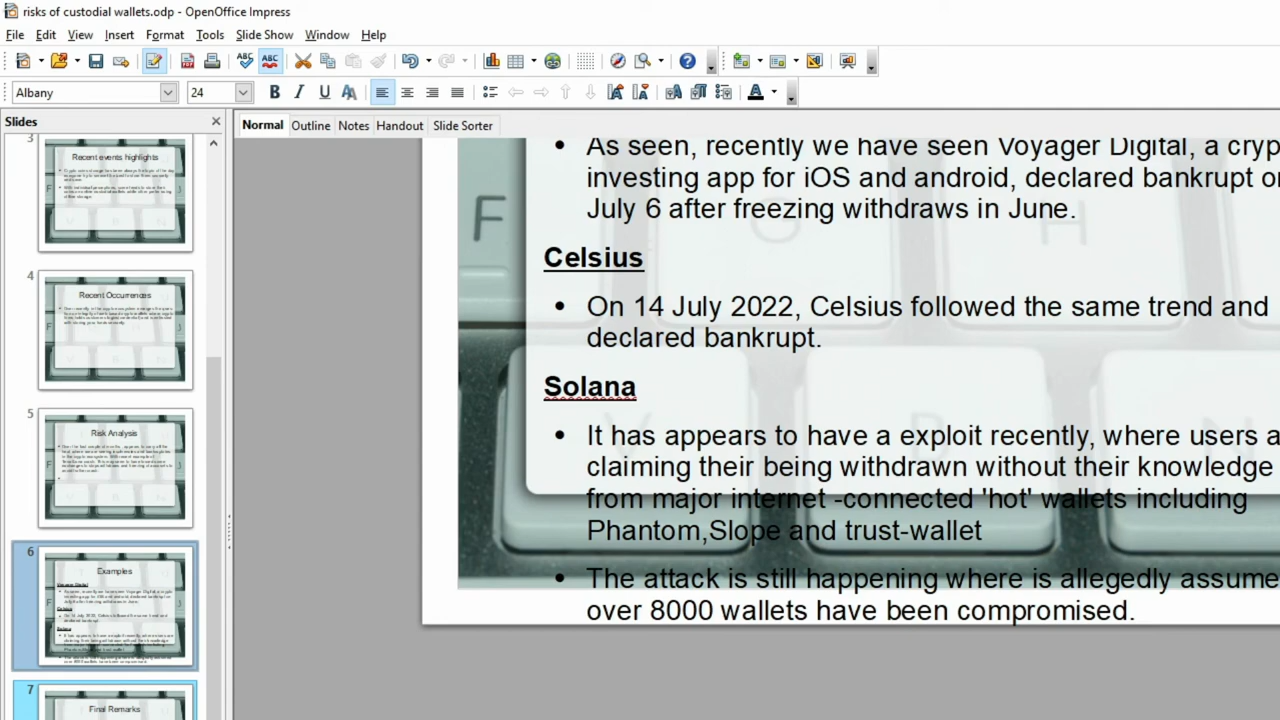 risks of custodial wallets.odp - OpenOffice Impress
File Edit View Insert Format Tools Slide Show Window Help
Albany 24
Slides
Normal Outline Notes Handout Slide Sorter
3
Recent events highlights
4
Recent Occurrences
5
Risk Analysis
6
Examples
7
Final Remarks
• As seen, recently we have seen Voyager Digital, a cryp
investing app for iOS and android, declared bankrupt o
July 6 after freezing withdraws in June.
Celsius
• On 14 July 2022, Celsius followed the same trend and
declared bankrupt.
Solana
• It has appears to have a exploit recently, where users a
claiming their being withdrawn without their knowledge
from major internet -connected 'hot' wallets including
Phantom,Slope and trust-wallet
• The attack is still happening where is allegedly assume
over 8000 wallets have been compromised.